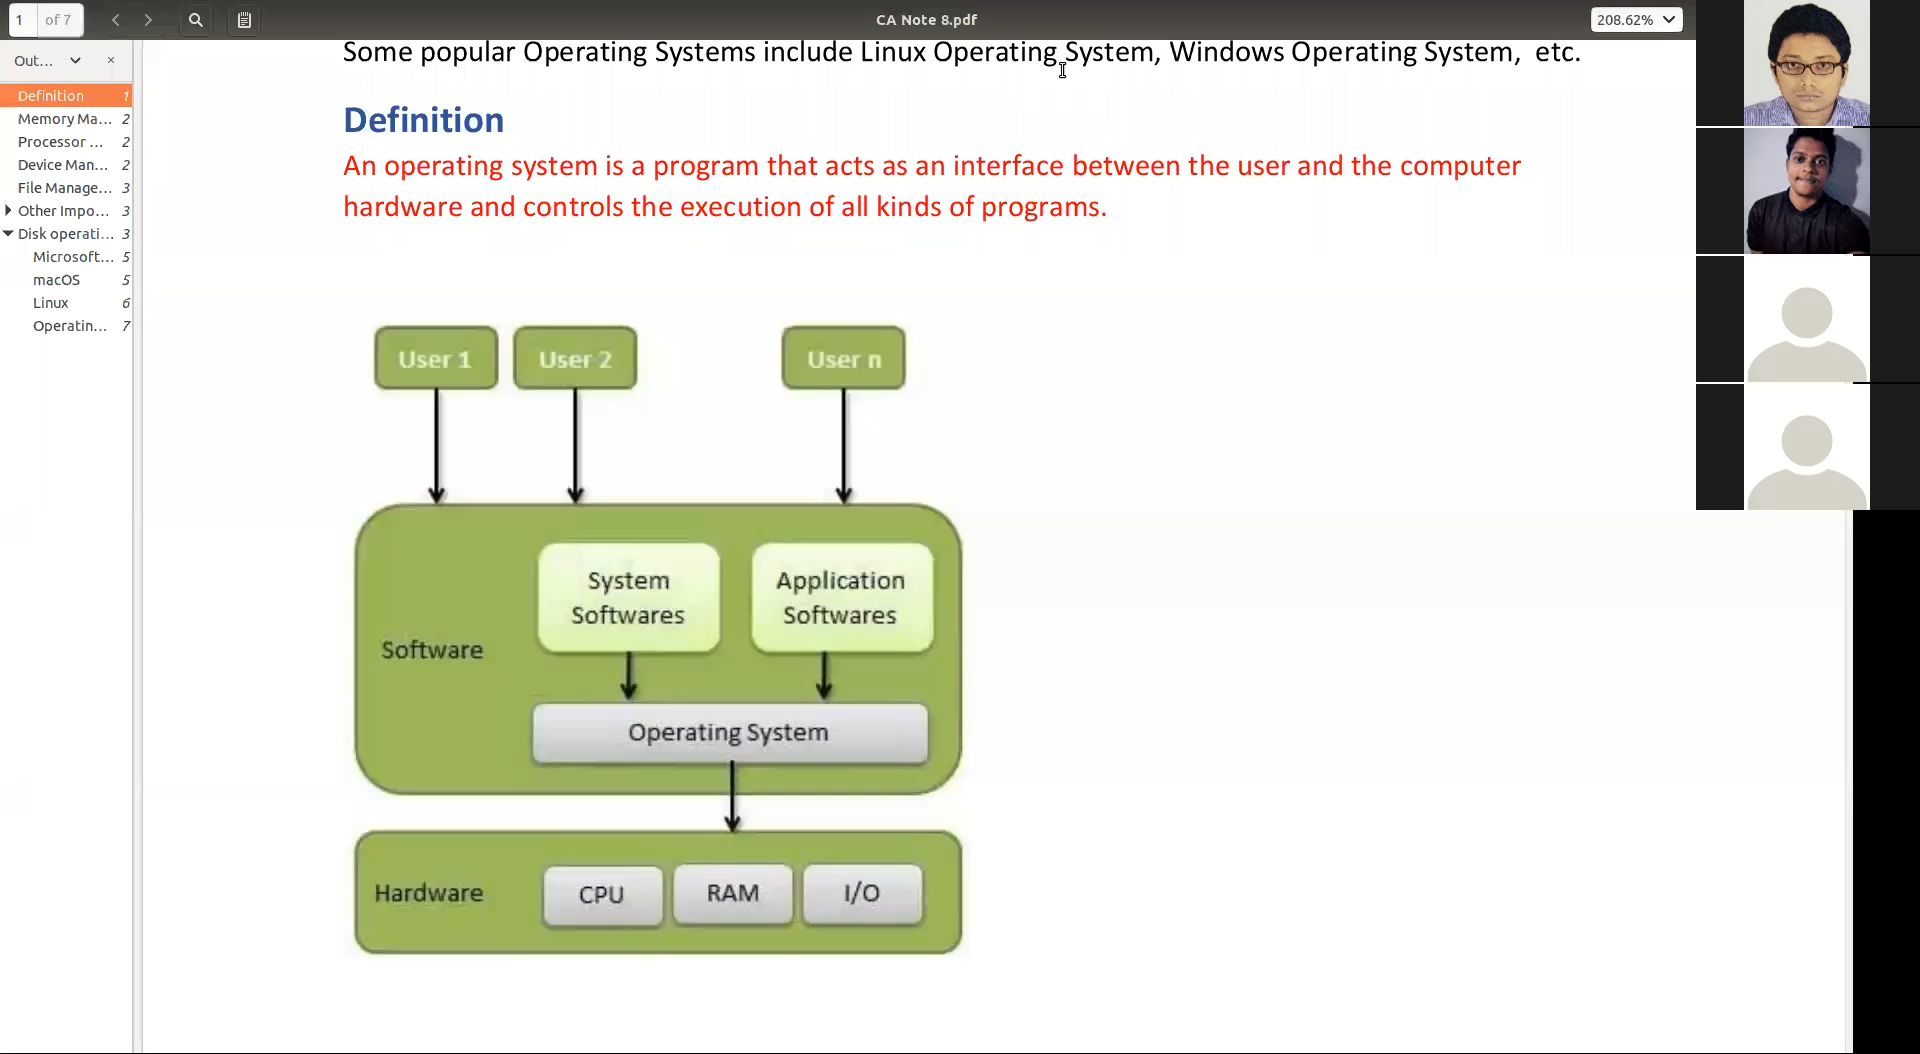 1 of 7
CA Note 8.pdf
208.62%
Out...
Definition 1
Memory Ma... 2
Processor ... 2
Device Man... 2
File Manage... 3
Other Impo... 3
Disk operati... 3
Microsoft... 5
macOS 5
Linux 6
Operatin... 7
Some popular Operating Systems include Linux Operating System, Windows Operating System, etc.
Definition
An operating system is a program that acts as an interface between the user and the computer
hardware and controls the execution of all kinds of programs.
User 1 User 2 User n
System Softwares
Application Softwares
Software
Operating System
Hardware CPU RAM I/O